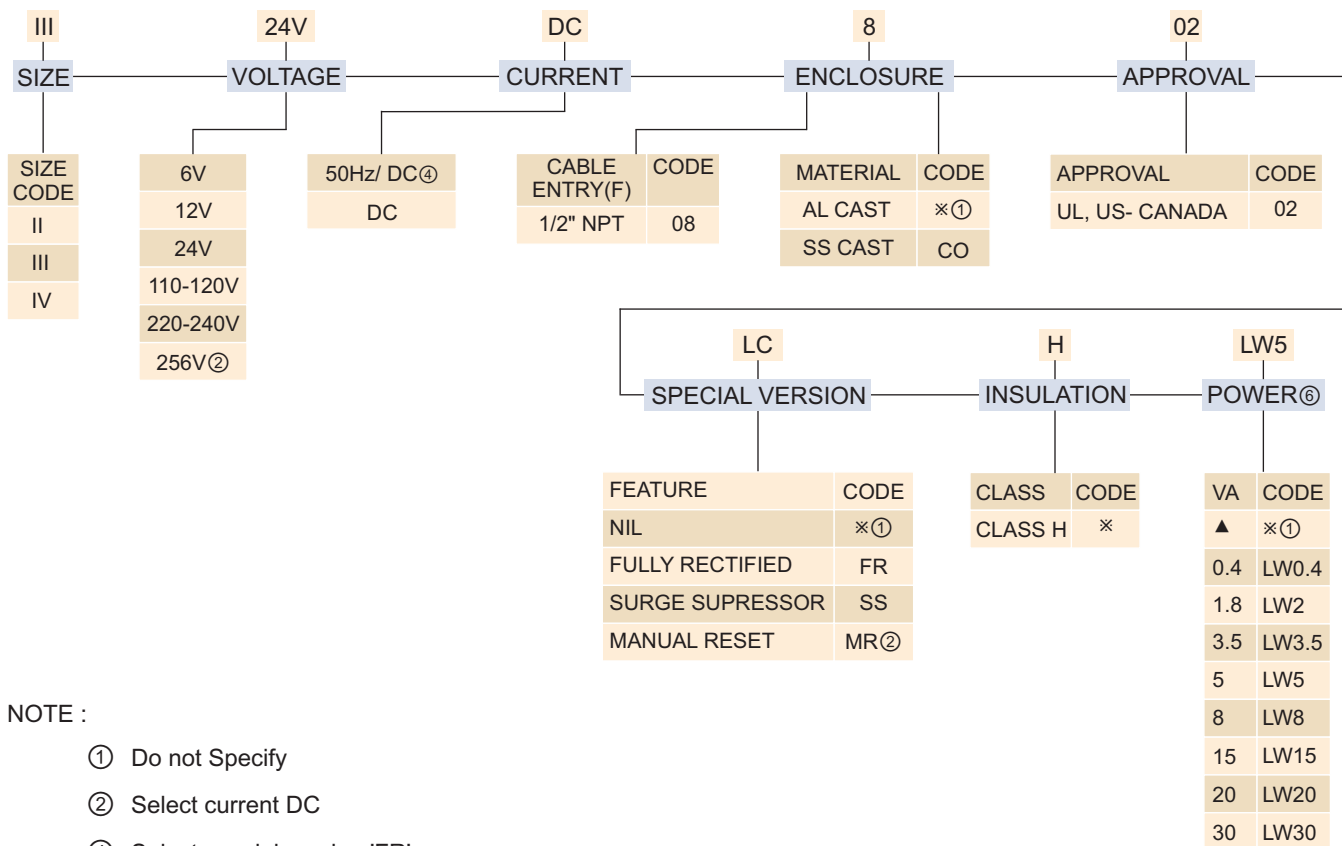 III 24V DC 8 02
SIZE VOLTAGE CURRENT ENCLOSURE APPROVAL
SIZE CODE
II
III
IV
6V
12V
24V
110-120V
220-240V
256V②
50Hz/ DC④
DC
CABLE ENTRY(F) CODE
1/2" NPT 08
MATERIAL CODE
AL CAST ※①
SS CAST CO
APPROVAL CODE
UL, US- CANADA 02
LC H LW5
SPECIAL VERSION INSULATION POWER⑥
FEATURE CODE
NIL ※①
FULLY RECTIFIED FR
SURGE SUPRESSOR SS
MANUAL RESET MR②
CLASS CODE
CLASS H ※
VA CODE
▲ ※①
0.4 LW0.4
1.8 LW2
3.5 LW3.5
5 LW5
8 LW8
15 LW15
20 LW20
30 LW30
NOTE :
① Do not Specify
② Select current DC